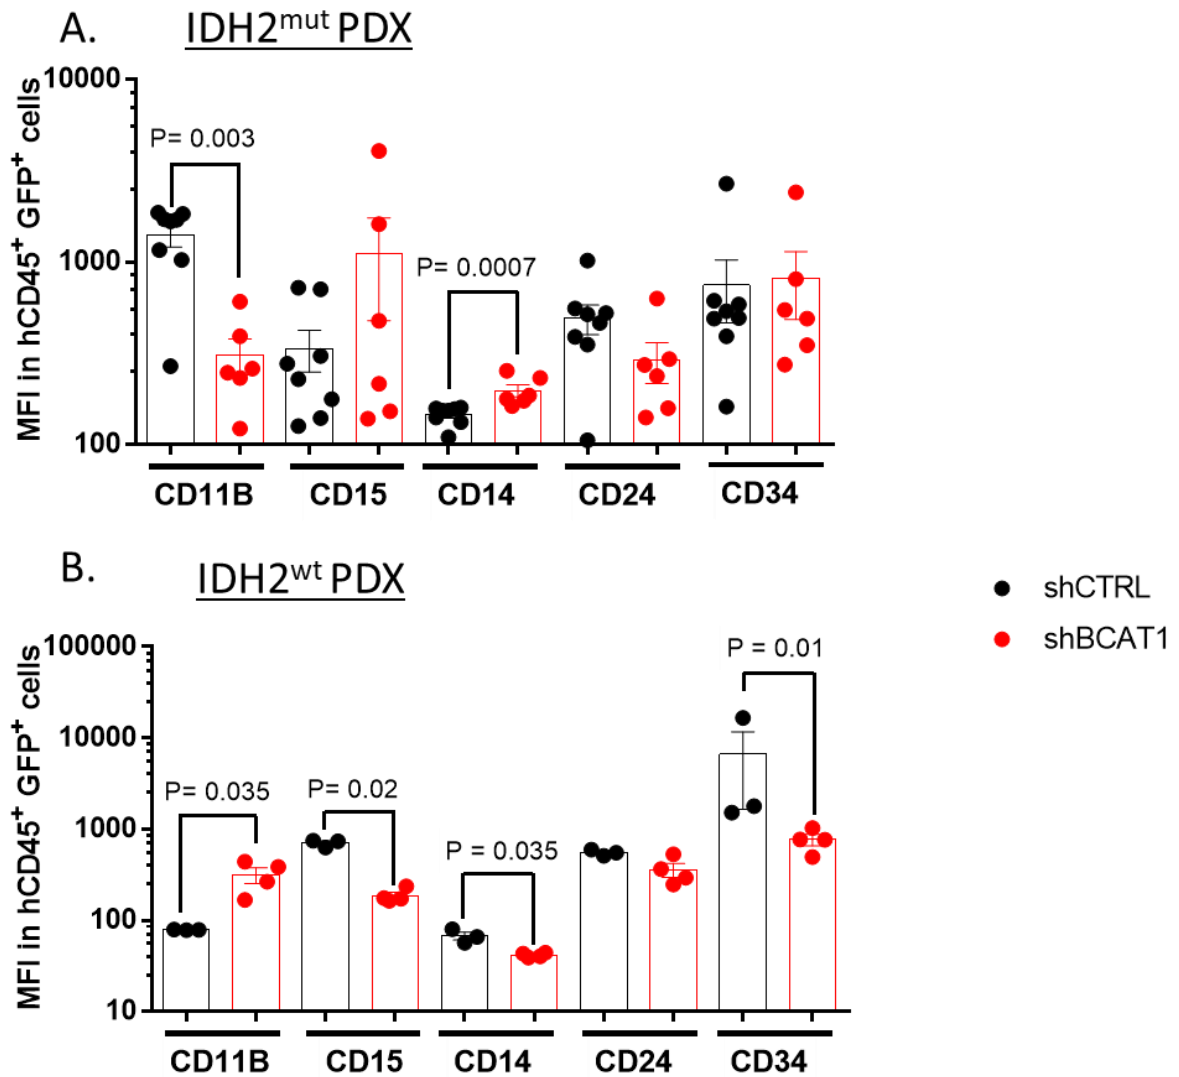 A.
IDH2ᵐᵘᵗ PDX
MFI in hCD45⁺ GFP⁺ cells
10000
1000
100
P= 0.003
P= 0.0007
CD11B CD15 CD14 CD24 CD34
B.
IDH2ʷᵗ PDX
MFI in hCD45⁺ GFP⁺ cells
100000
10000
1000
100
10
P= 0.035
P= 0.02
P = 0.035
P = 0.01
CD11B CD15 CD14 CD24 CD34
shCTRL
shBCAT1